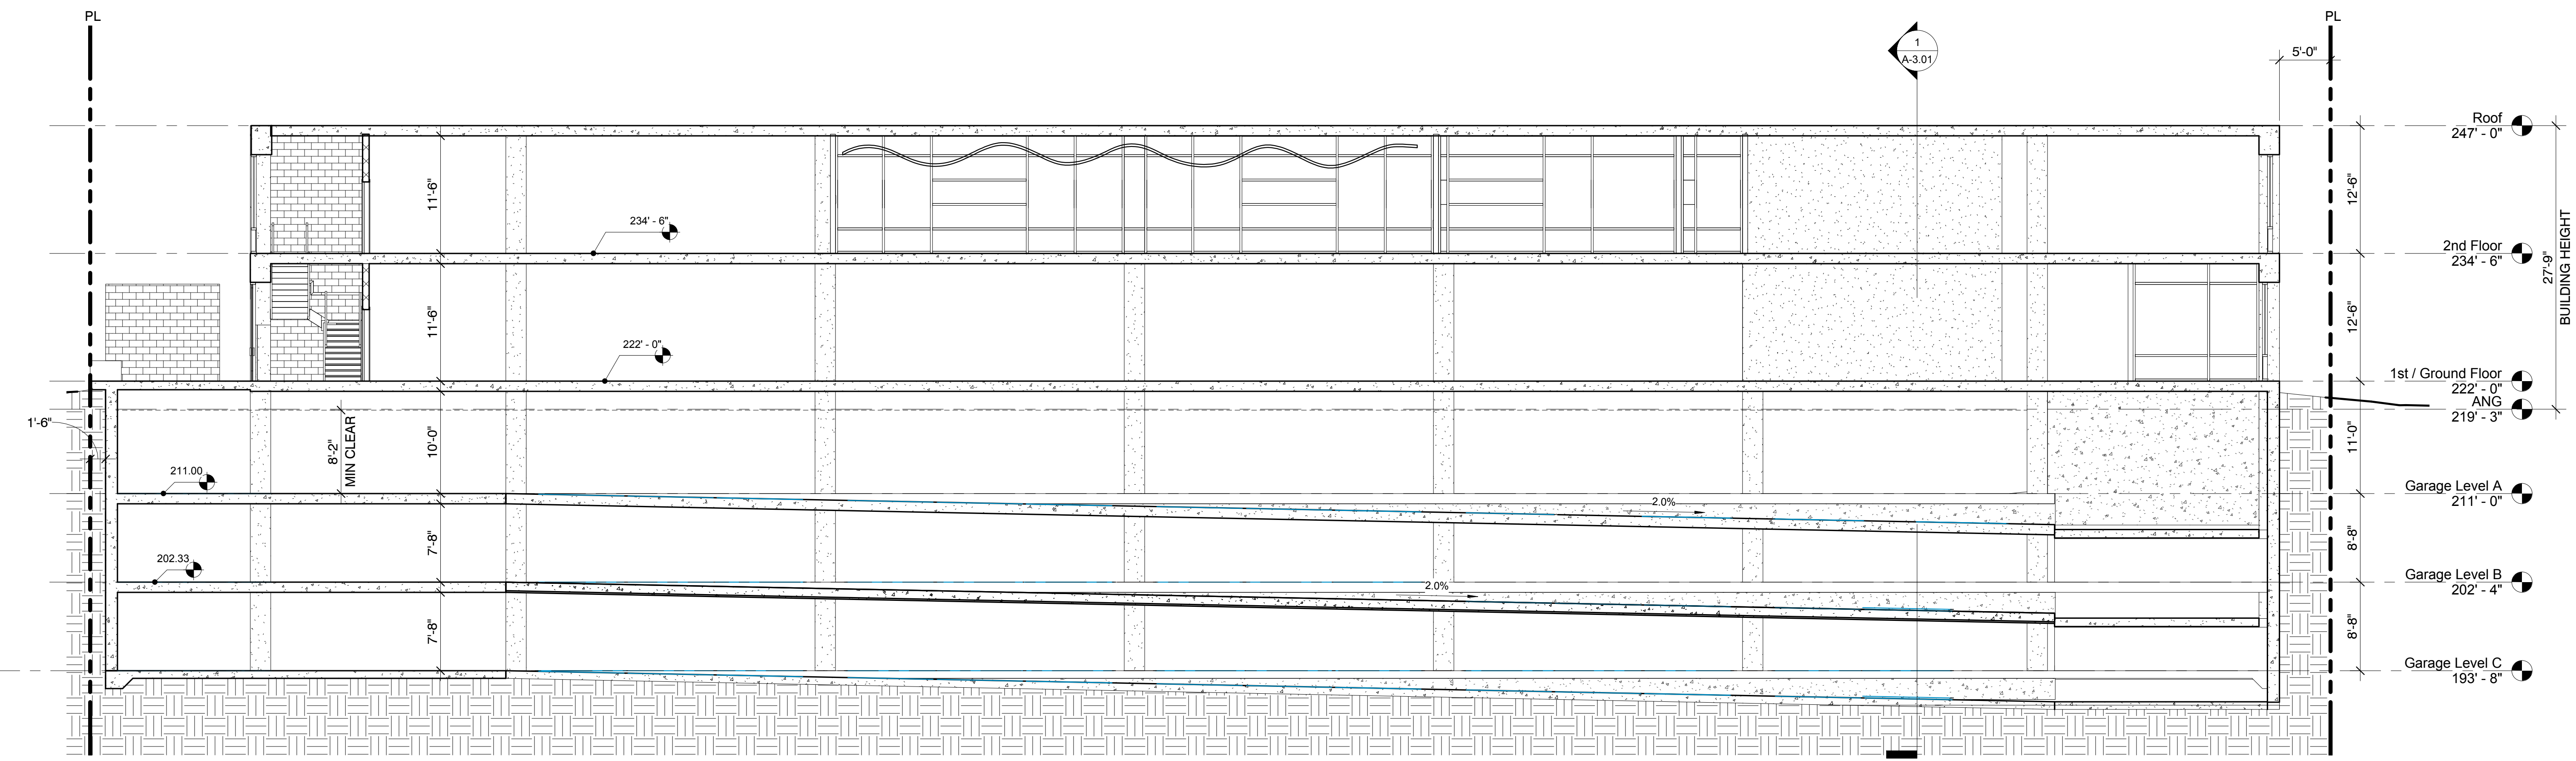 PL
PL
1
A-3.01
5'-0"
Roof
247' - 0"
11'-6"
12'-6"
234' - 6"
2nd Floor
234' - 6"
27'-9"
BUILDING HEIGHT
11'-6"
12'-6"
222' - 0"
1st / Ground Floor
222' - 0"
ANG
219' - 3"
1'-6"
8'-2"
MIN CLEAR
10'-0"
11'-0"
211.00
Garage Level A
211' - 0"
2.0%
7'-8"
8'-8"
202.33
Garage Level B
202' - 4"
2.0%
7'-8"
8'-8"
Garage Level C
193' - 8"